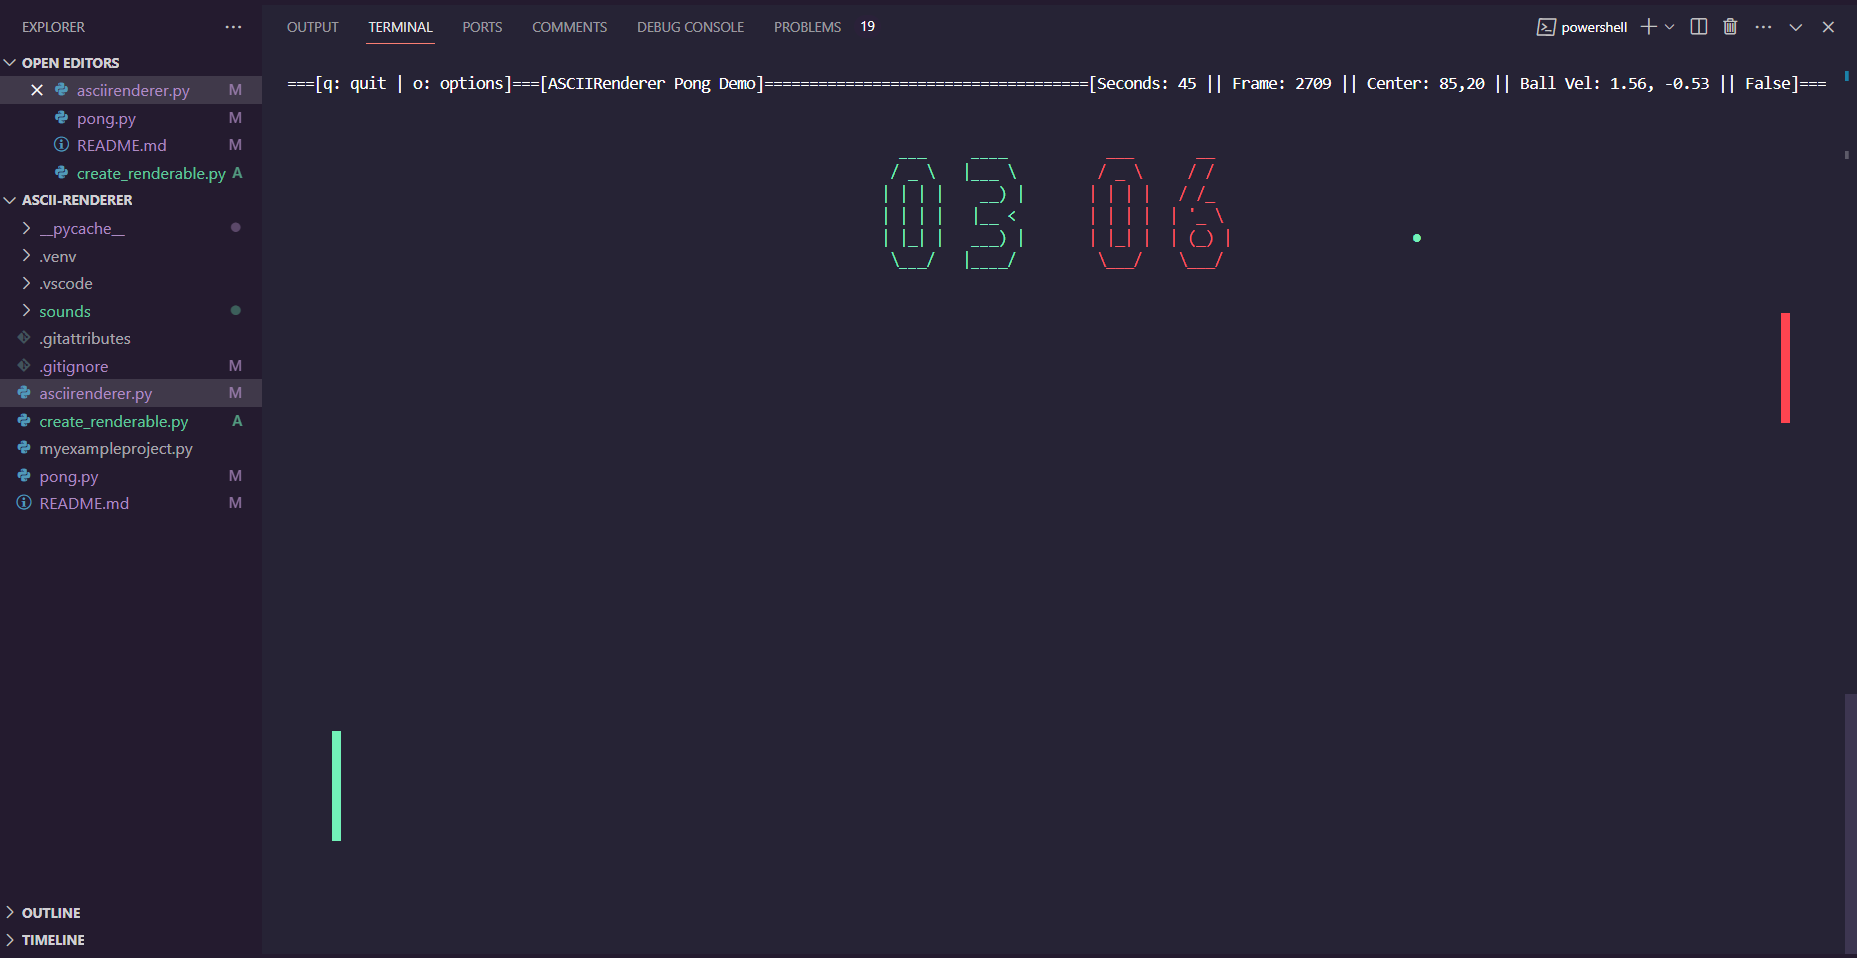 EXPLORER
OPEN EDITORS
asciirenderer.py M
pong.py M
README.md M
create_renderable.py A
ASCII-RENDERER
__pycache__
.venv
.vscode
sounds
.gitattributes
.gitignore M
asciirenderer.py M
create_renderable.py A
myexampleproject.py
pong.py M
README.md M
OUTLINE
TIMELINE
OUTPUT TERMINAL PORTS COMMENTS DEBUG CONSOLE PROBLEMS 19 powershell
===[q: quit | o: options]===[ASCIIRenderer Pong Demo]====================================[Seconds: 45 || Frame: 2709 || Center: 85,20 || Ball Vel: 1.56, -0.53 || False]===
03 06